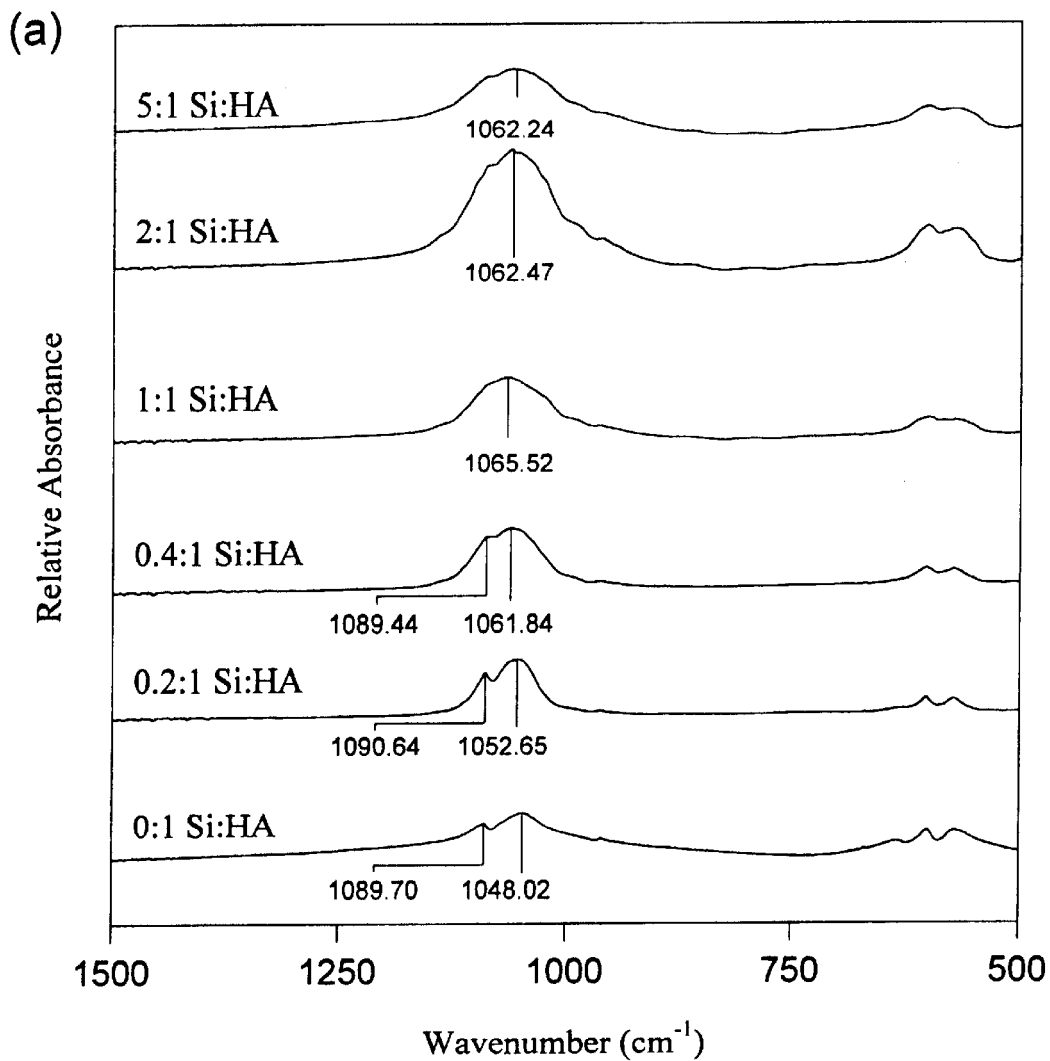 (a)
5:1 Si:HA
1062.24
2:1 Si:HA
1062.47
1:1 Si:HA
1065.52
0.4:1 Si:HA
1089.44 1061.84
0.2:1 Si:HA
1090.64 1052.65
0:1 Si:HA
1089.70 1048.02
Relative Absorbance
1500 1250 1000 750 500
Wavenumber (cm⁻¹)